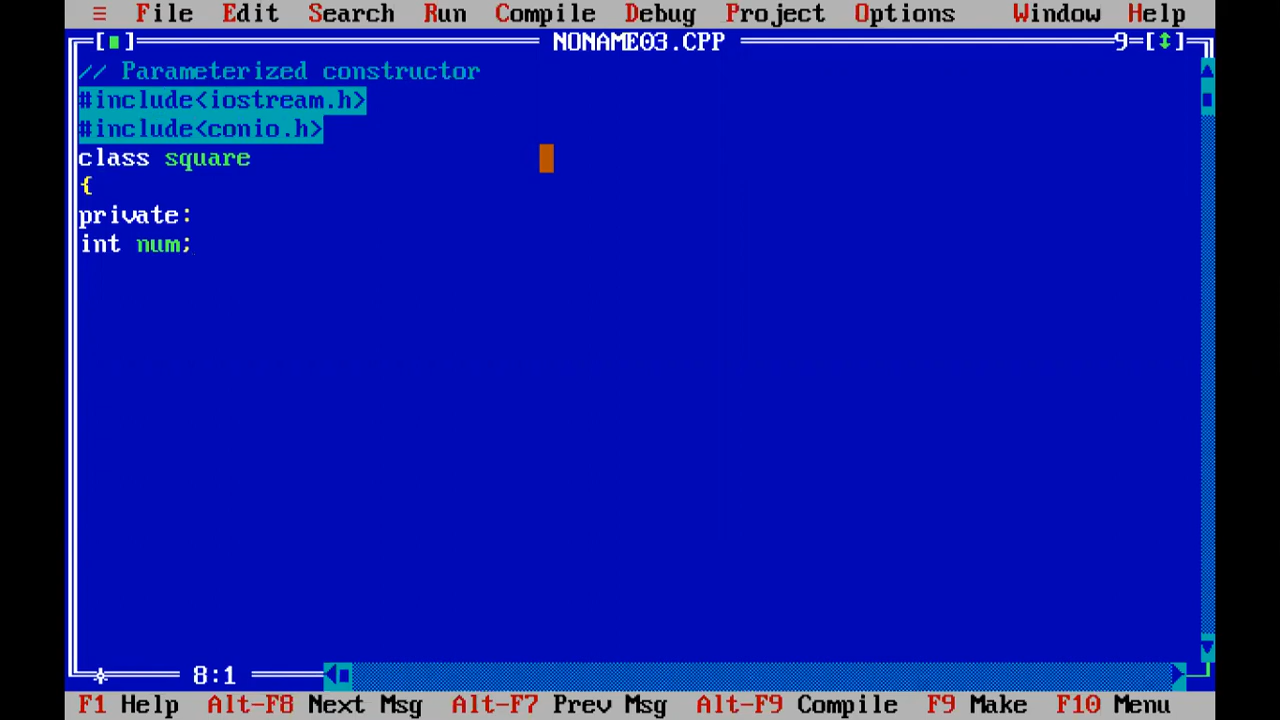 ≡ File Edit Search Run Compile Debug Project Options Window Help
[■] NONAME03.CPP 9=[↕]
// Parameterized constructor
#include<iostream.h>
#include<conio.h>
class square
{
private:
int num;
8:1
F1 Help Alt-F8 Next Msg Alt-F7 Prev Msg Alt-F9 Compile F9 Make F10 Menu